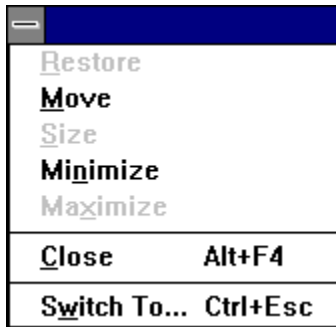 Restore
Move
Size
Minimize
Maximize
Close Alt+F4
Switch To... Ctrl+Esc